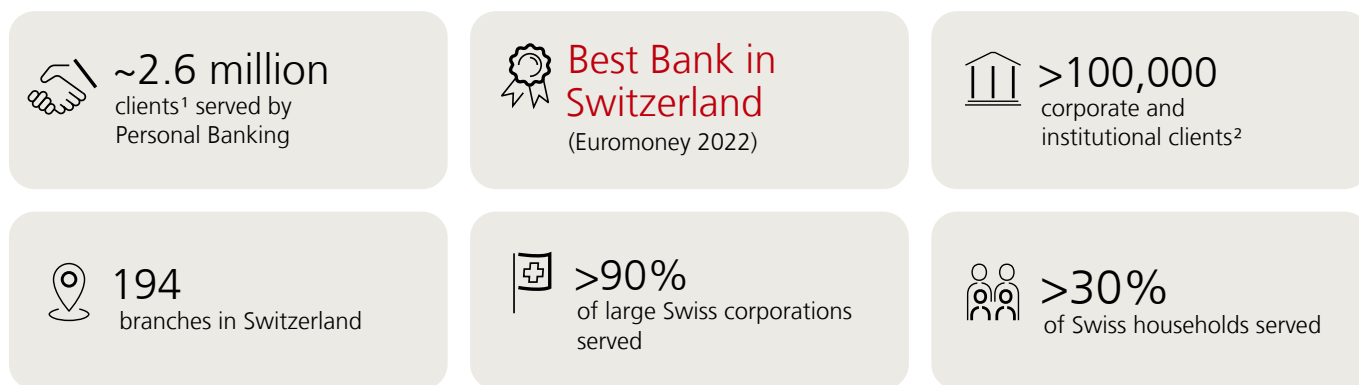 ~2.6 million
clients¹ served by
Personal Banking
Best Bank in
Switzerland
(Euromoney 2022)
>100,000
corporate and
institutional clients²
194
branches in Switzerland
>90%
of large Swiss corporations
served
>30%
of Swiss households served